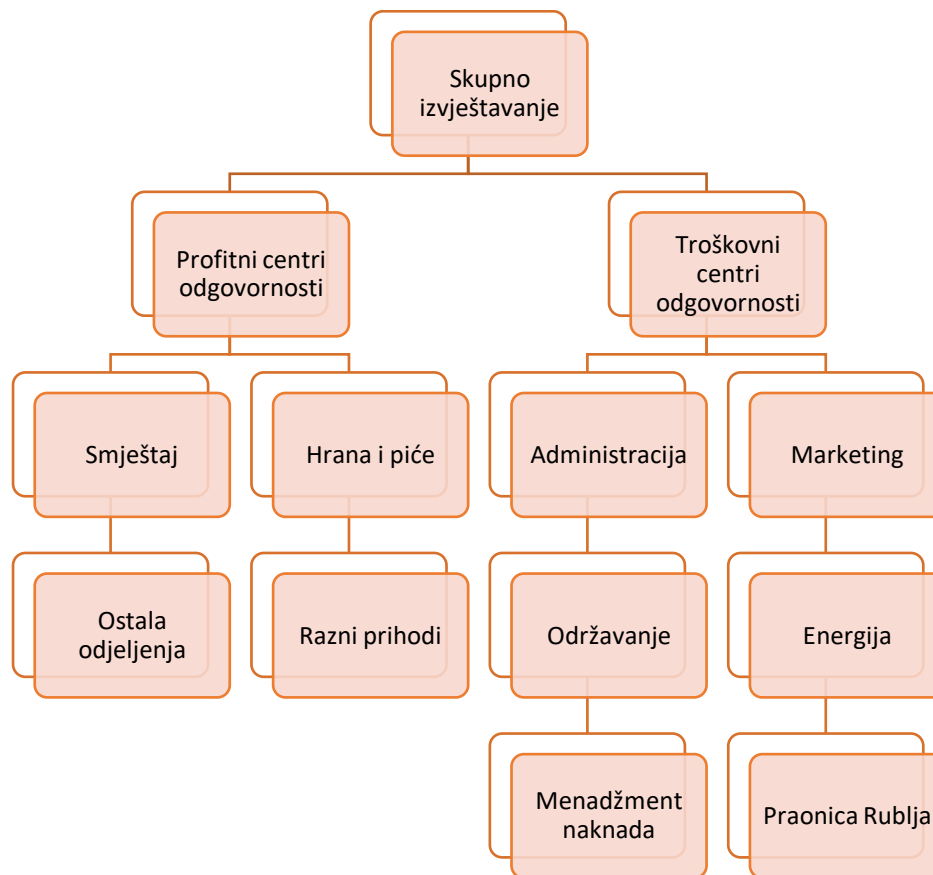 Skupno
izvještavanje
Profitni centri
odgovornosti
Troškovni
centri
odgovornosti
Smještaj
Hrana i piće
Administracija
Marketing
Ostala
odjeljenja
Razni prihodi
Održavanje
Energija
Menadžment
naknada
Praonica Rublja